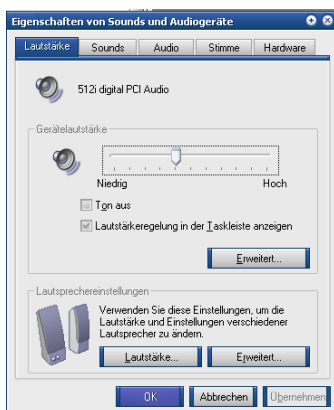 Eigenschaften von Sounds und Audiogeräte
Lautstärke Sounds Audio Stimme Hardware
512i digital PCI Audio
Gerätelautstärke
Niedrig Hoch
Ton aus
Lautstärkeregelung in der Taskleiste anzeigen
Erweitert...
Lautsprechereinstellungen
Verwenden Sie diese Einstellungen, um die
Lautstärke und Einstellungen verschiedener
Lautsprecher zu ändern.
Lautstärke... Erweitert...
OK Abbrechen Übernehmen